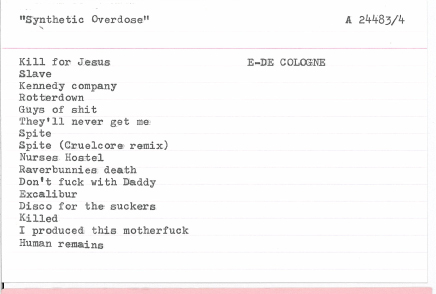 "Synthetic Overdose" A 24483/4
Kill for Jesus E-DE COLOGNE
Slave
Kennedy company
Rotterdown
Guys of shit
They'll never get me
Spite
Spite (Cruelcore remix)
Nurses Hostel
Raverbunnies death
Don't fuck with Daddy
Excalibur
Disco for the suckers
Killed
I produced this motherfuck
Human remains